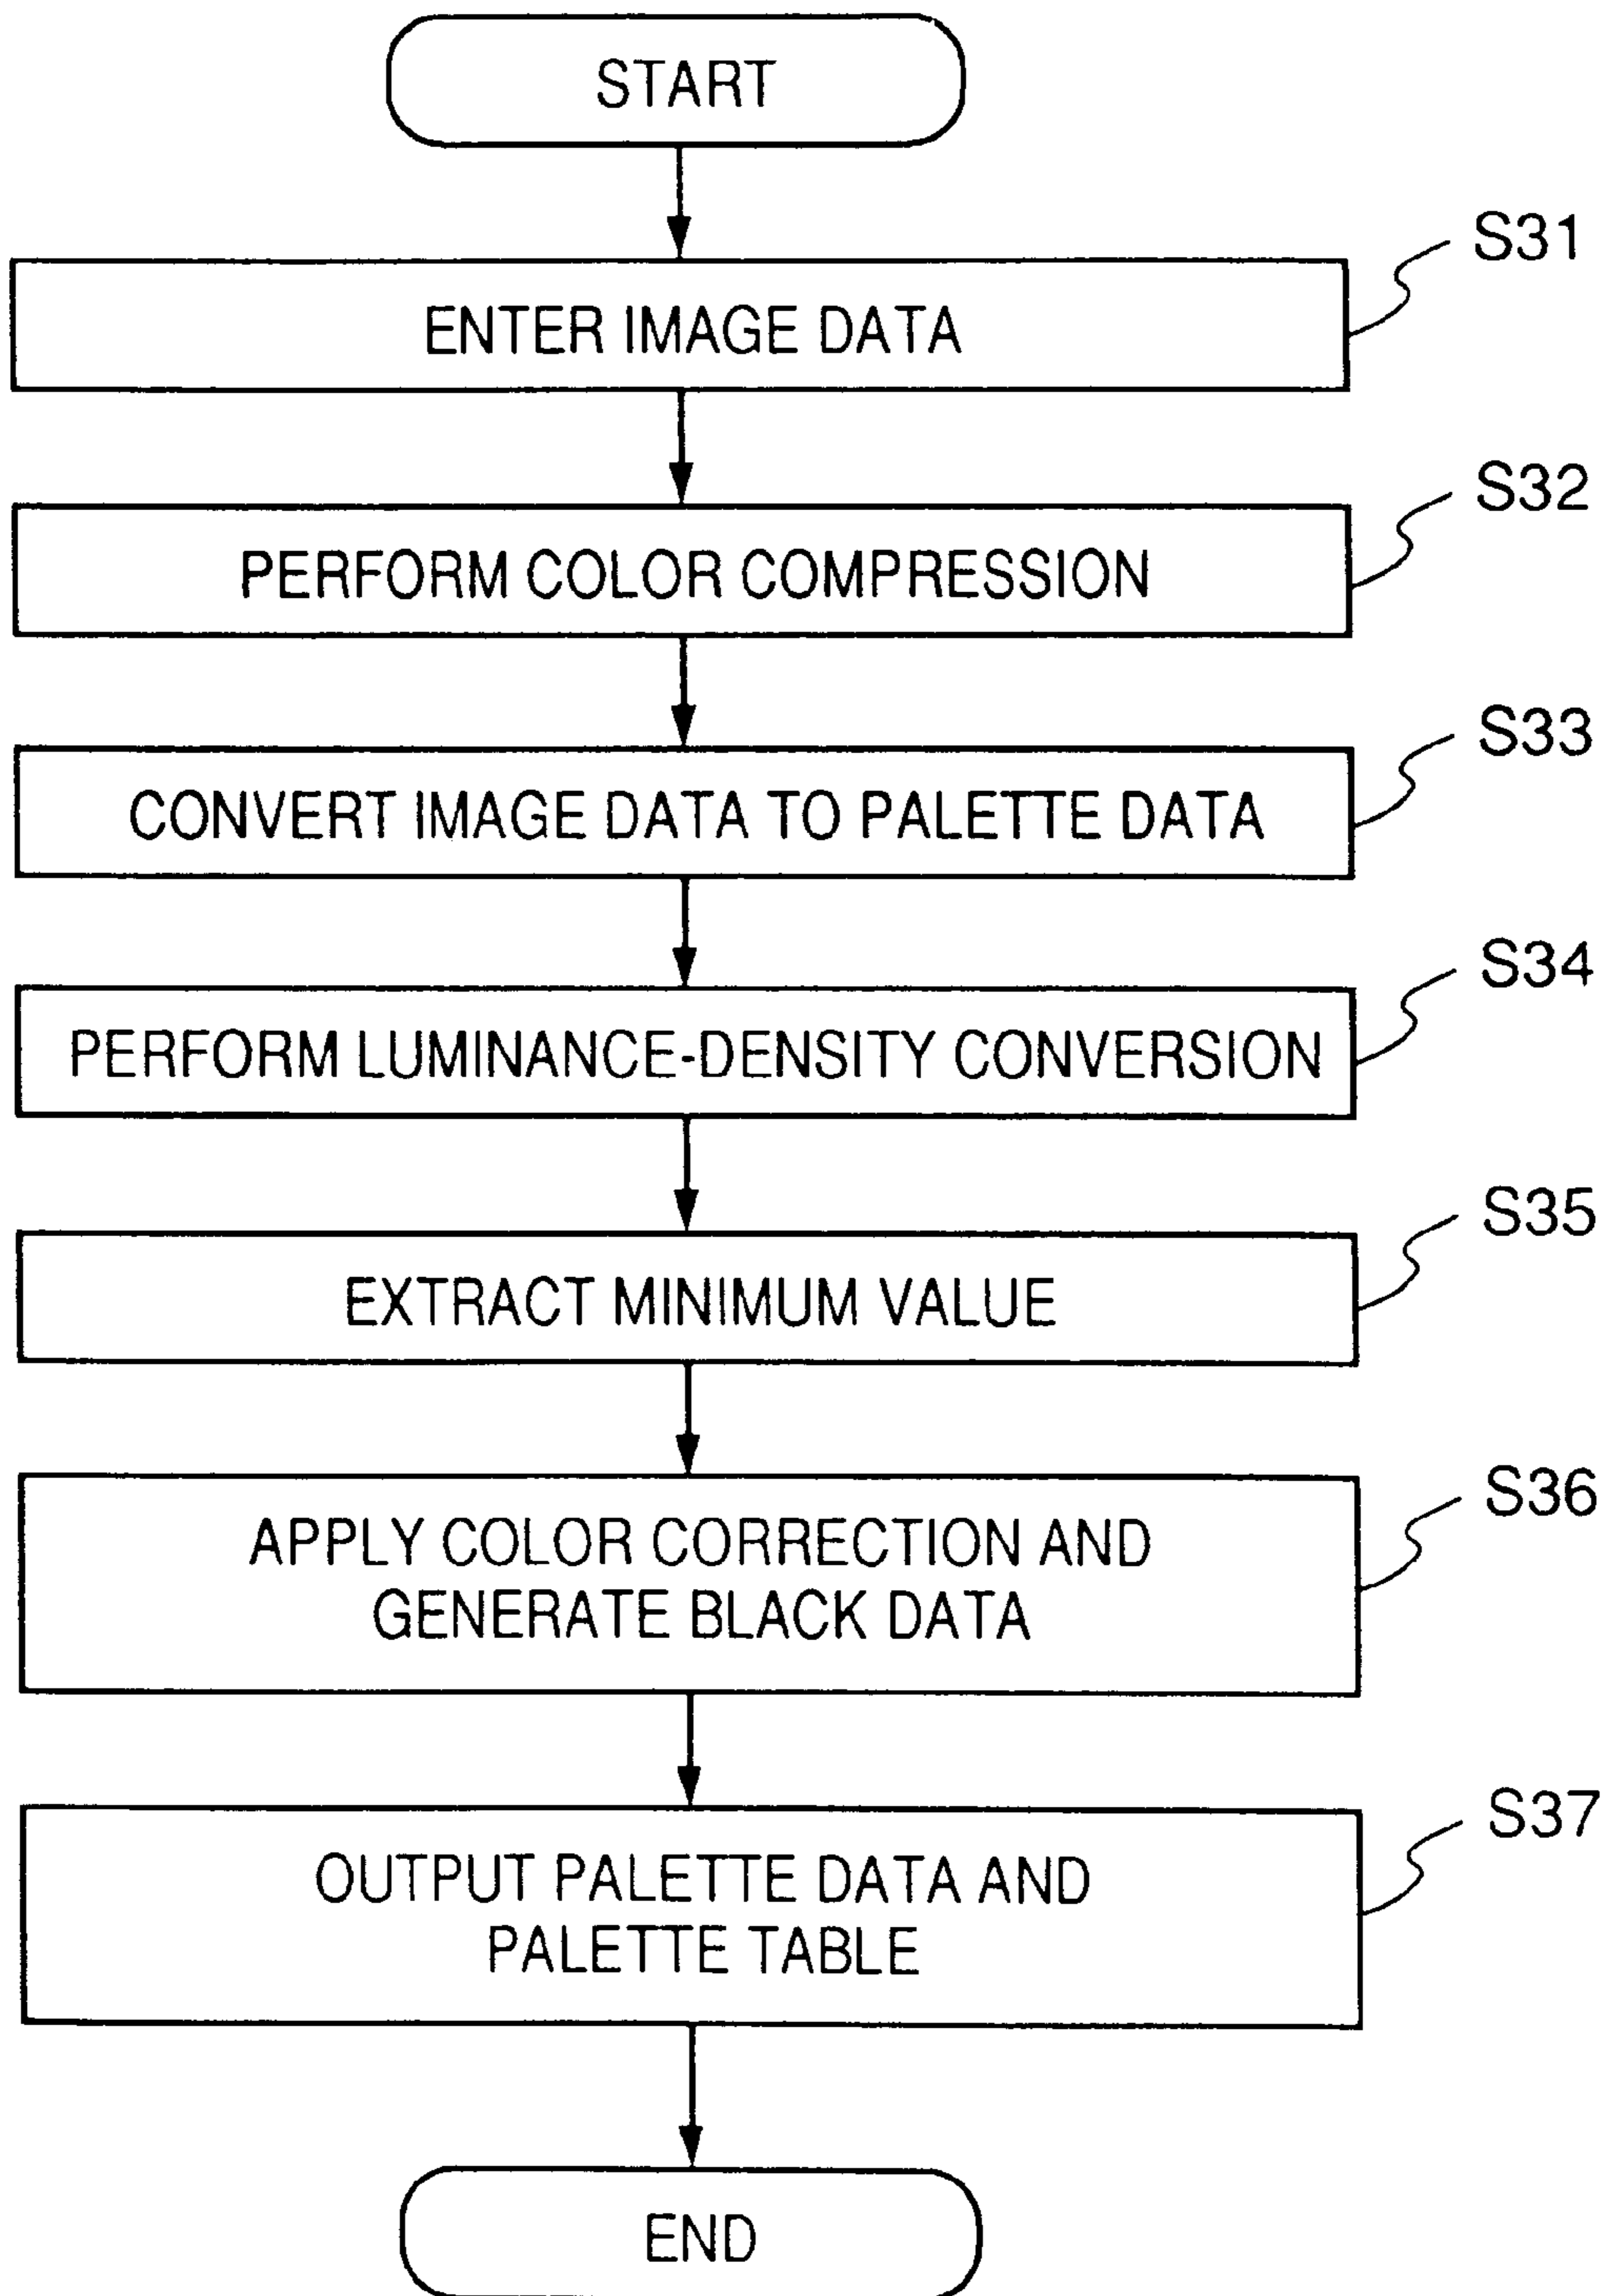 START
S31
ENTER IMAGE DATA
S32
PERFORM COLOR COMPRESSION
S33
CONVERT IMAGE DATA TO PALETTE DATA
S34
PERFORM LUMINANCE-DENSITY CONVERSION
S35
EXTRACT MINIMUM VALUE
S36
APPLY COLOR CORRECTION AND
GENERATE BLACK DATA
S37
OUTPUT PALETTE DATA AND
PALETTE TABLE
END